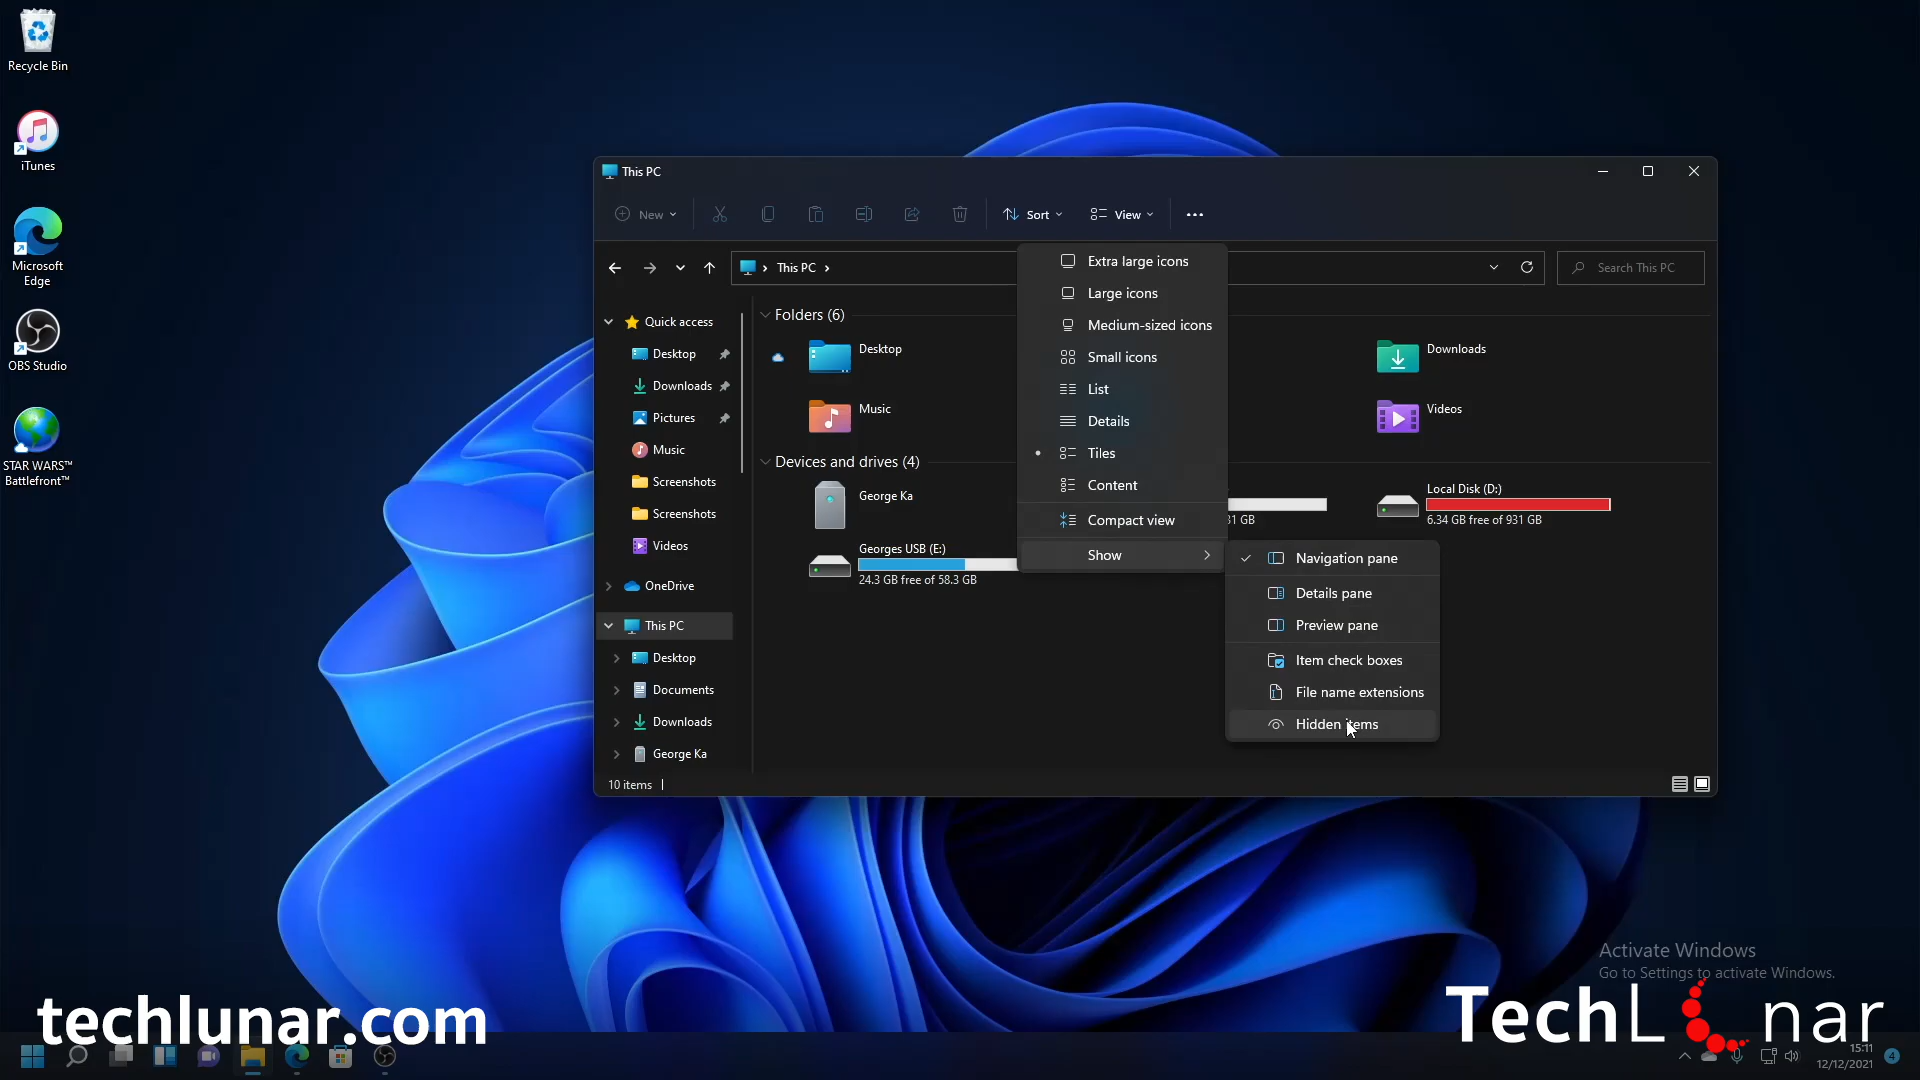 Recycle Bin
iTunes
Microsoft
Edge
OBS Studio
STAR WARS™
Battlefront™
This PC
New
Sort
View
This PC
Search This PC
Quick access
Desktop
Downloads
Pictures
Music
Screenshots
Screenshots
Videos
OneDrive
This PC
Desktop
Documents
Downloads
George Ka
Folders (6)
Desktop
Downloads
Music
Videos
Devices and drives (4)
George Ka
31 GB
Local Disk (D:)
6.34 GB free of 931 GB
Georges USB (E:)
24.3 GB free of 58.3 GB
Extra large icons
Large icons
Medium-sized icons
Small icons
List
Details
Tiles
Content
Compact view
Show
Navigation pane
Details pane
Preview pane
Item check boxes
File name extensions
Hidden items
10 items
Activate Windows
Go to Settings to activate Windows.
techlunar.com
TechLunar
15:11
12/12/2021
4